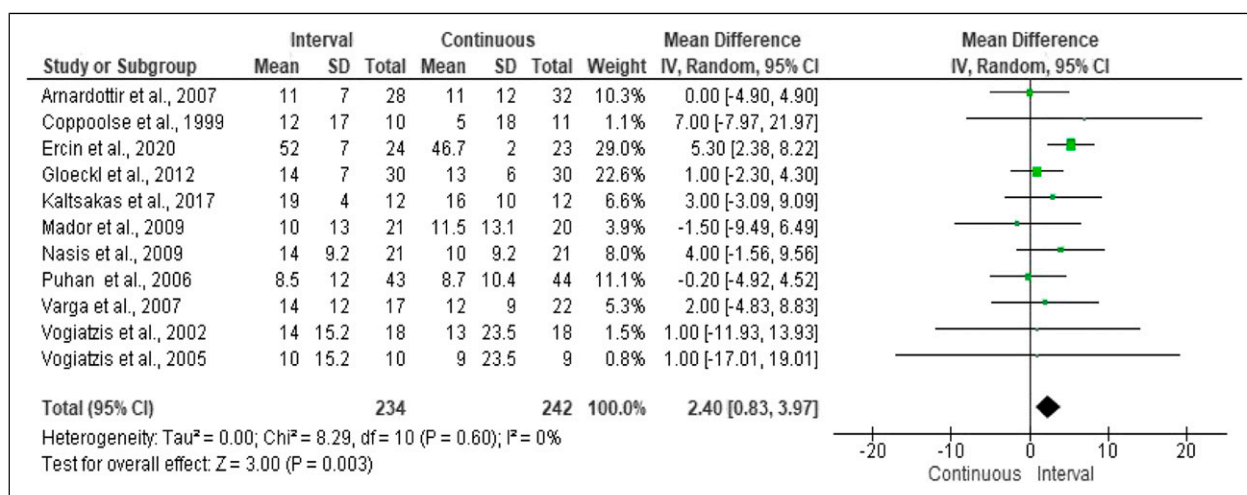 Interval Continuous Mean Difference Mean Difference
Study or Subgroup Mean SD Total Mean SD Total Weight IV, Random, 95% CI IV, Random, 95% CI
Arnardottir et al., 2007 11 7 28 11 12 32 10.3% 0.00 [-4.90, 4.90]
Coppoolse et al., 1999 12 17 10 5 18 11 1.1% 7.00 [-7.97, 21.97]
Ercin et al., 2020 52 7 24 46.7 2 23 29.0% 5.30 [2.38, 8.22]
Gloeckl et al., 2012 14 7 30 13 6 30 22.6% 1.00 [-2.30, 4.30]
Kaltsakas et al., 2017 19 4 12 16 10 12 6.6% 3.00 [-3.09, 9.09]
Mador et al., 2009 10 13 21 11.5 13.1 20 3.9% -1.50 [-9.49, 6.49]
Nasis et al., 2009 14 9.2 21 10 9.2 21 8.0% 4.00 [-1.56, 9.56]
Puhan et al., 2006 8.5 12 43 8.7 10.4 44 11.1% -0.20 [-4.92, 4.52]
Varga et al., 2007 14 12 17 12 9 22 5.3% 2.00 [-4.83, 8.83]
Vogiatzis et al., 2002 14 15.2 18 13 23.5 18 1.5% 1.00 [-11.93, 13.93]
Vogiatzis et al., 2005 10 15.2 10 9 23.5 9 0.8% 1.00 [-17.01, 19.01]
Total (95% CI) 234 242 100.0% 2.40 [0.83, 3.97]
Heterogeneity: Tau² = 0.00; Chi² = 8.29, df = 10 (P = 0.60); I² = 0%
Test for overall effect: Z = 3.00 (P = 0.003)
-20 -10 0 10 20
Continuous Interval